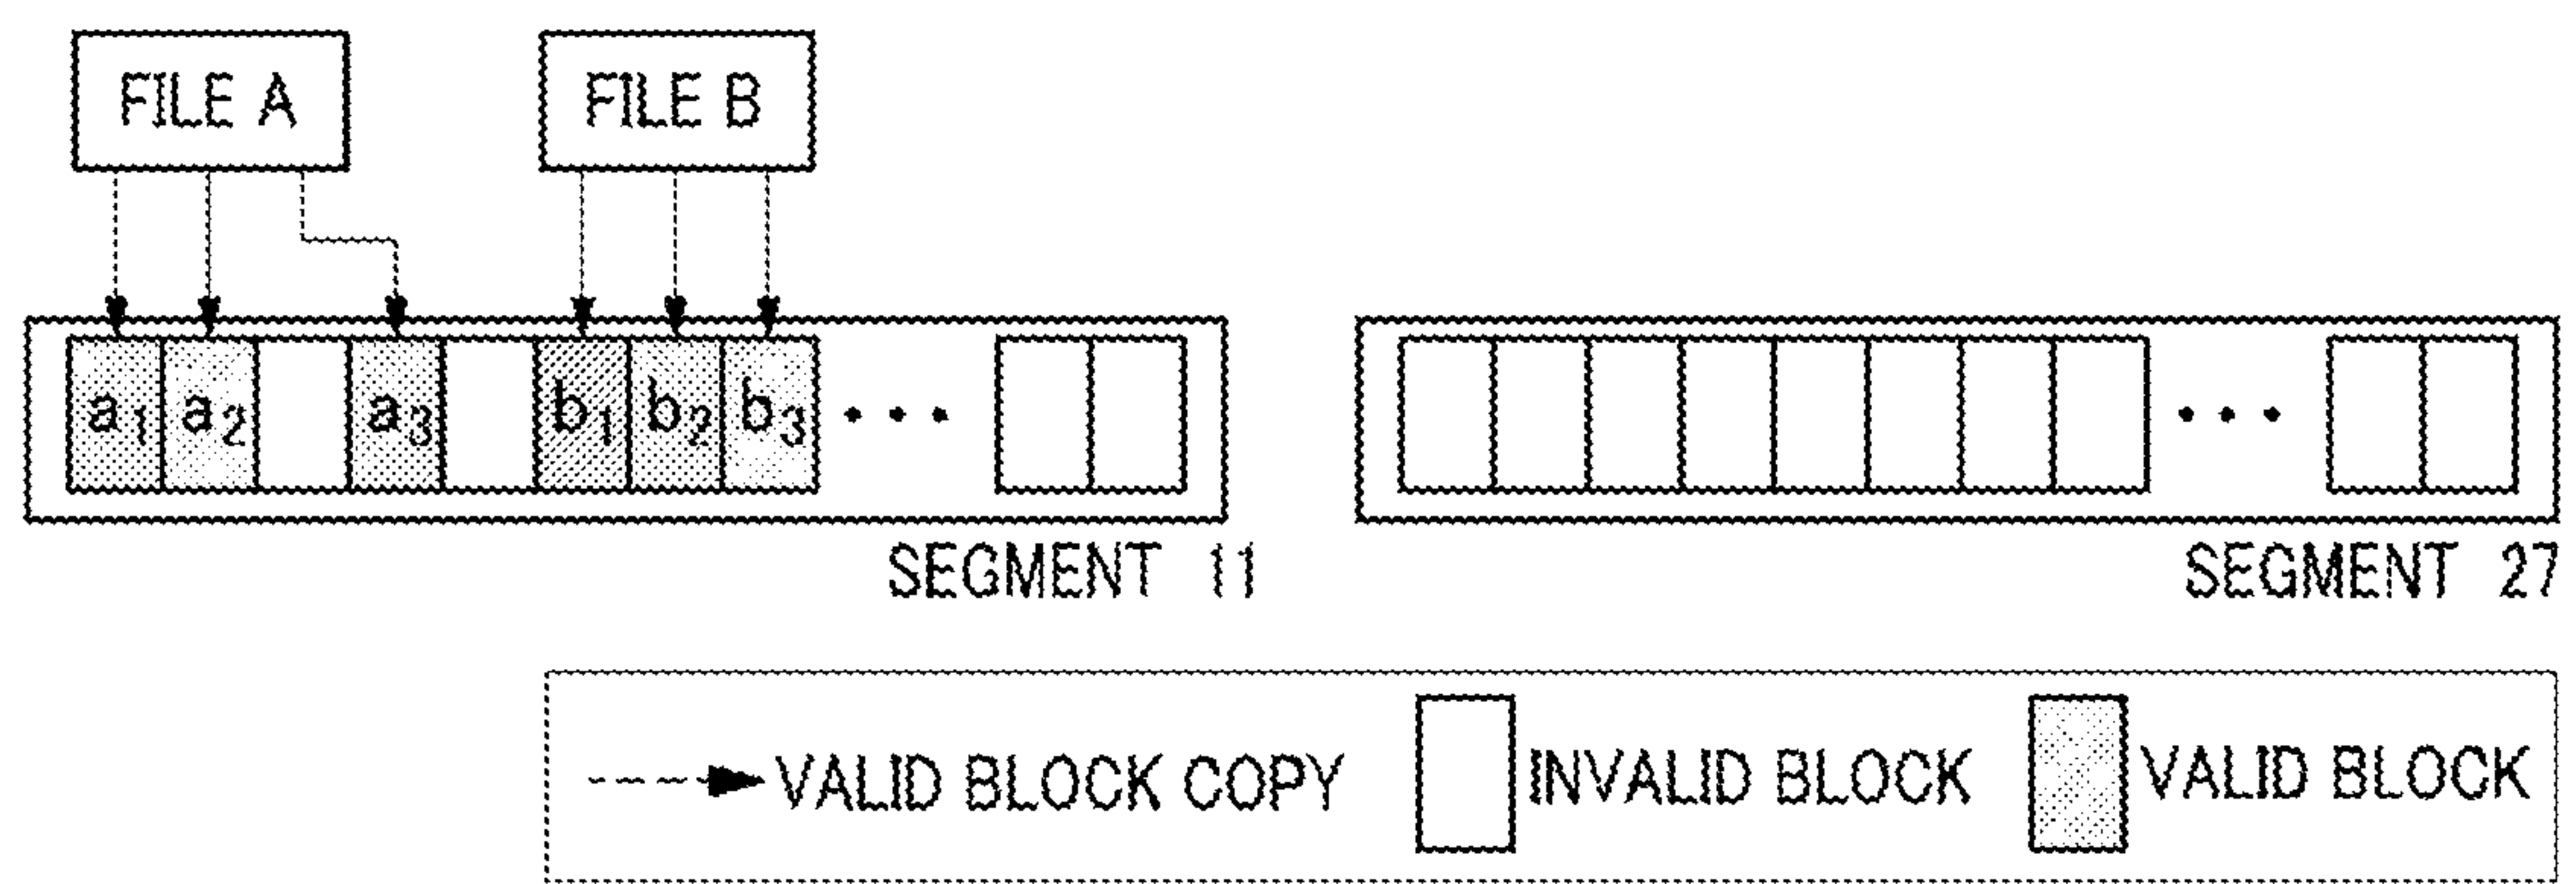 FILE A
FILE B
a1 a2 a3 b1 b2 b3
SEGMENT 11
SEGMENT 27
VALID BLOCK COPY
INVALID BLOCK
VALID BLOCK